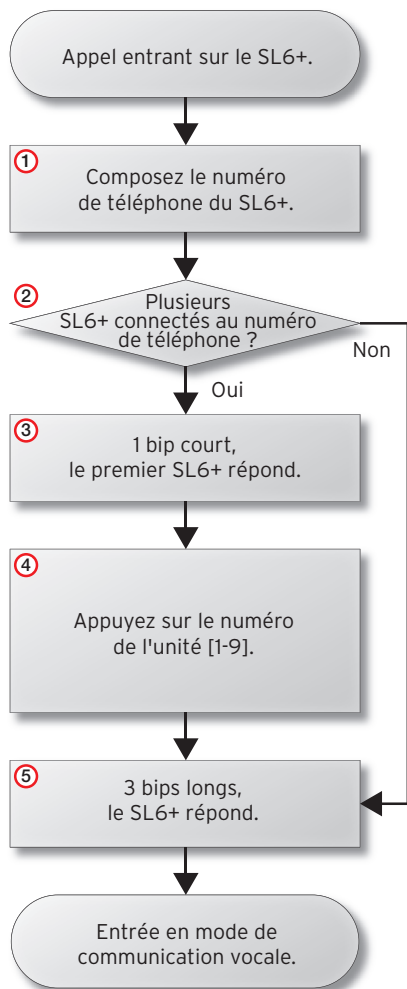 Appel entrant sur le SL6+.
1
Composez le numéro
de téléphone du SL6+.
2
Plusieurs
SL6+ connectés au numéro
de téléphone ?
Non
Oui
3
1 bip court,
le premier SL6+ répond.
4
Appuyez sur le numéro
de l'unité [1-9].
5
3 bips longs,
le SL6+ répond.
Entrée en mode de
communication vocale.